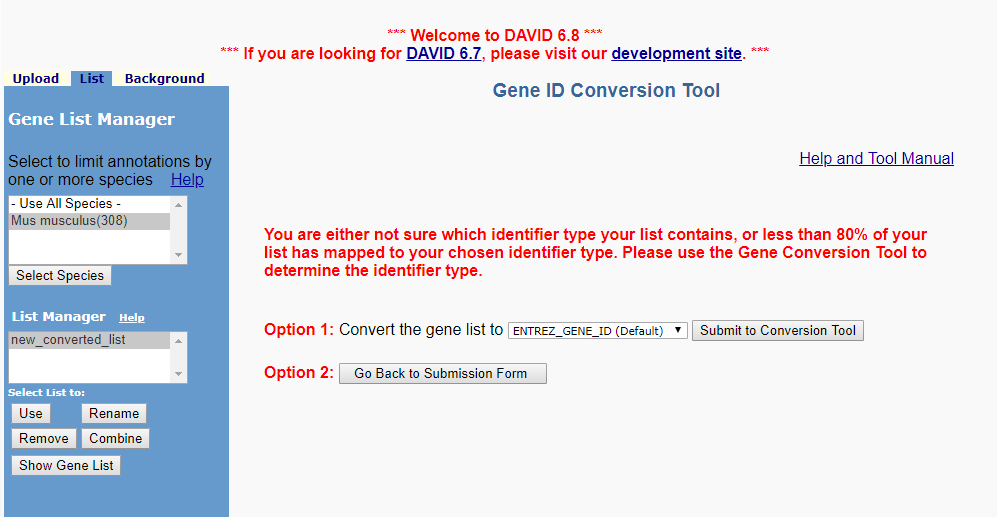 *** Welcome to DAVID 6.8 ***
*** If you are looking for DAVID 6.7, please visit our development site. ***
Upload List Background
Gene ID Conversion Tool
Gene List Manager
Help and Tool Manual
Select to limit annotations by
one or more species Help
- Use All Species -
Mus musculus(308)
Select Species
You are either not sure which identifier type your list contains, or less than 80% of your
list has mapped to your chosen identifier type. Please use the Gene Conversion Tool to
determine the identifier type.
List Manager Help
new_converted_list
Select List to:
Use Rename
Remove Combine
Show Gene List
Option 1: Convert the gene list to ENTREZ_GENE_ID (Default) Submit to Conversion Tool
Option 2: Go Back to Submission Form